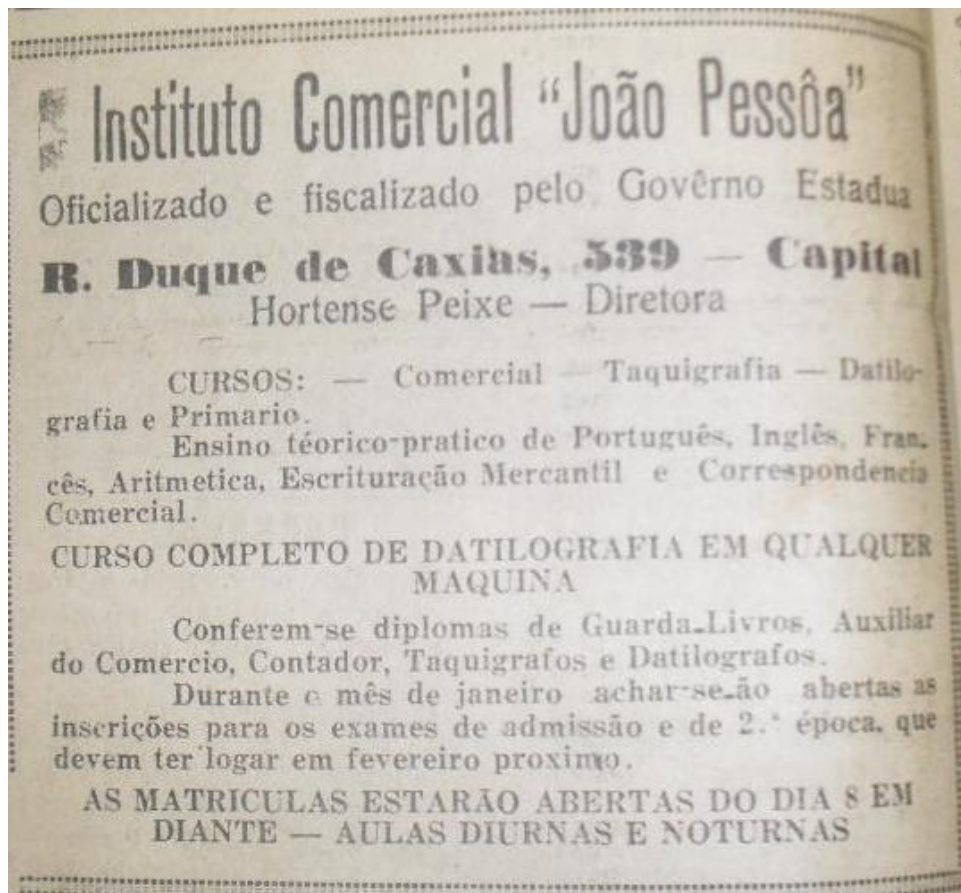 Instituto Comercial “João Pessôa”
Oficializado e fiscalizado pelo Govêrno Estadua
R. Duque de Caxias, 539 — Capital
Hortense Peixe — Diretora
CURSOS: — Comercial — Taquigrafia — Datilo-
grafia e Primario.
Ensino téorico-pratico de Português, Inglês, Fran-
cês, Aritmetica, Escrituração Mercantil e Correspondencia
Comercial.
CURSO COMPLETO DE DATILOGRAFIA EM QUALQUER
MAQUINA
Conferem-se diplomas de Guarda-Livros, Auxiliar
do Comercio, Contador, Taquigrafos e Datilografos.
Durante o mês de janeiro achar-se-ão abertas as
inscrições para os exames de admissão e de 2.ª época, que
devem ter logar em fevereiro proximo.
AS MATRICULAS ESTARÃO ABERTAS DO DIA 8 EM
DIANTE — AULAS DIURNAS E NOTURNAS